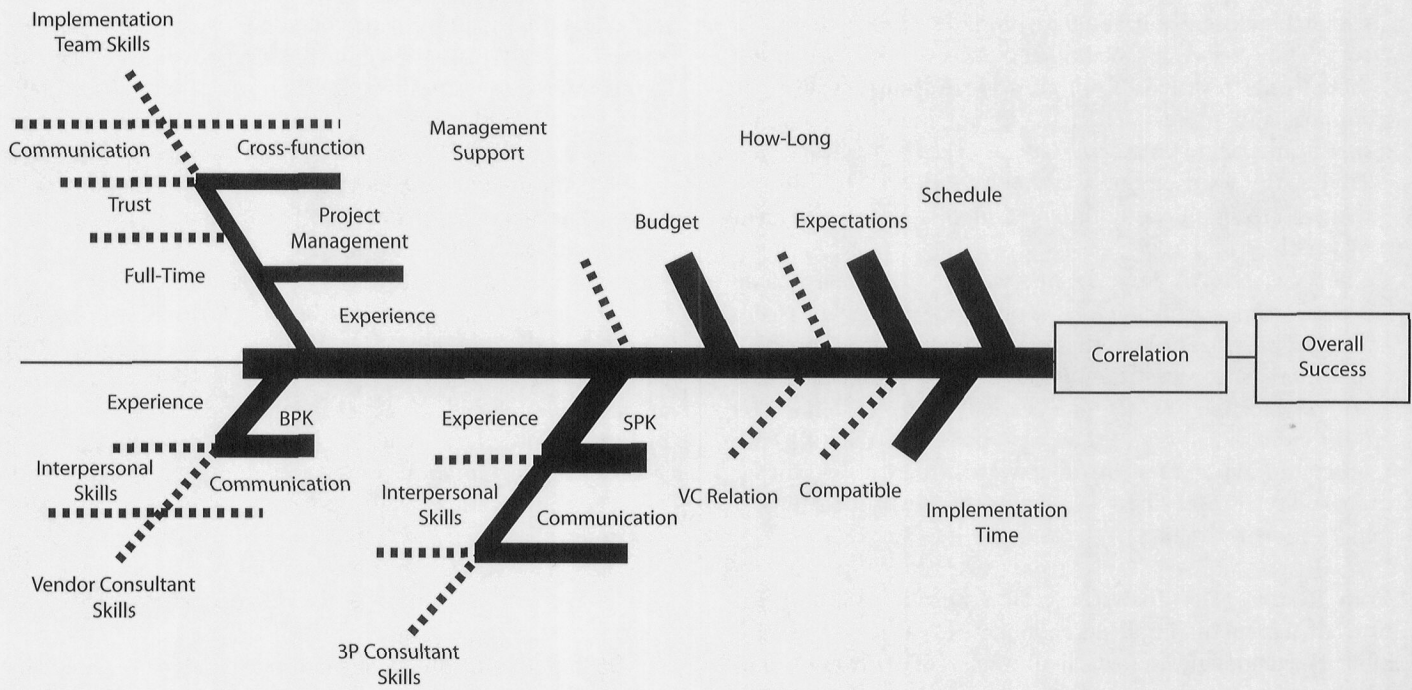 Implementation
Team Skills
Communication
Cross-function
Management
Support
How-Long
Trust
Project
Management
Budget
Expectations
Schedule
Full-Time
Experience
Correlation
Overall
Success
Experience
BPK
Experience
SPK
Interpersonal
Skills
Communication
Interpersonal
Skills
Communication
VC Relation
Compatible
Implementation
Time
Vendor Consultant
Skills
3P Consultant
Skills